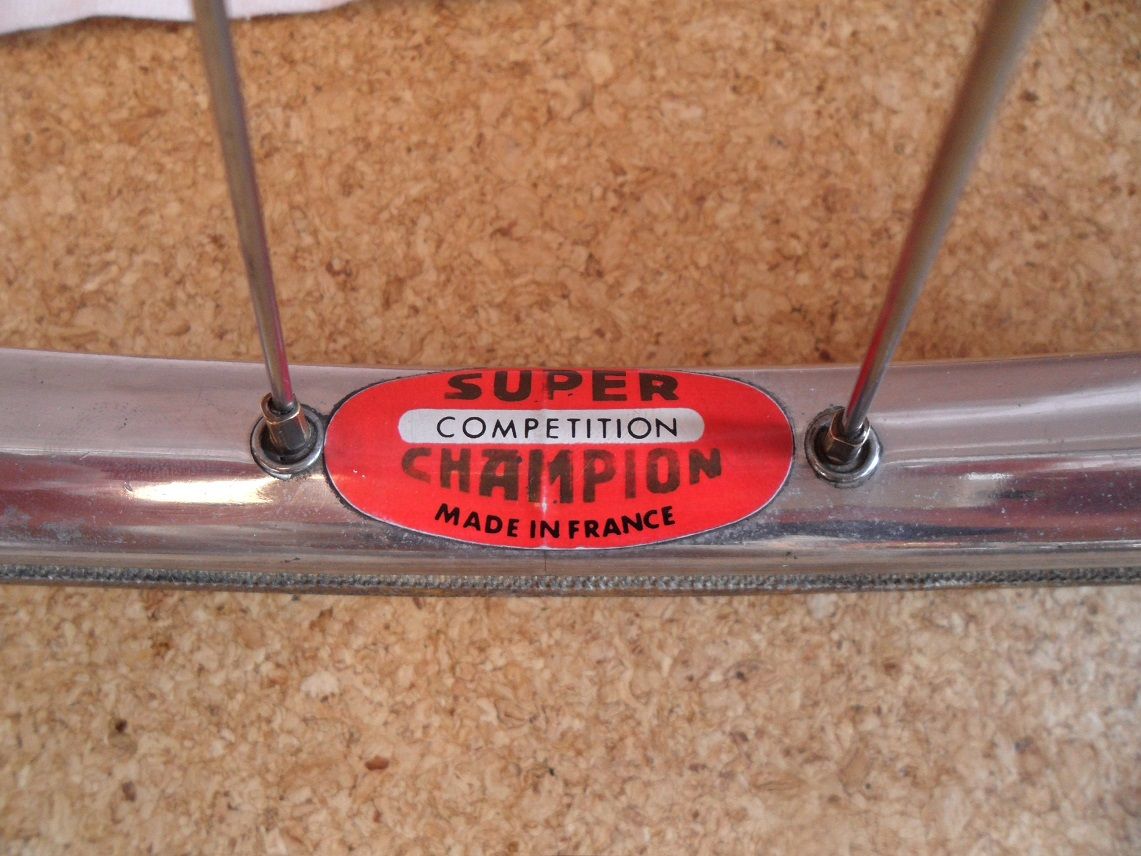 SUPER
COMPETITION
CHAMPION
MADE IN FRANCE